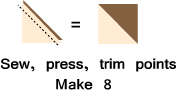 =
Sew, press, trim points
Make 8